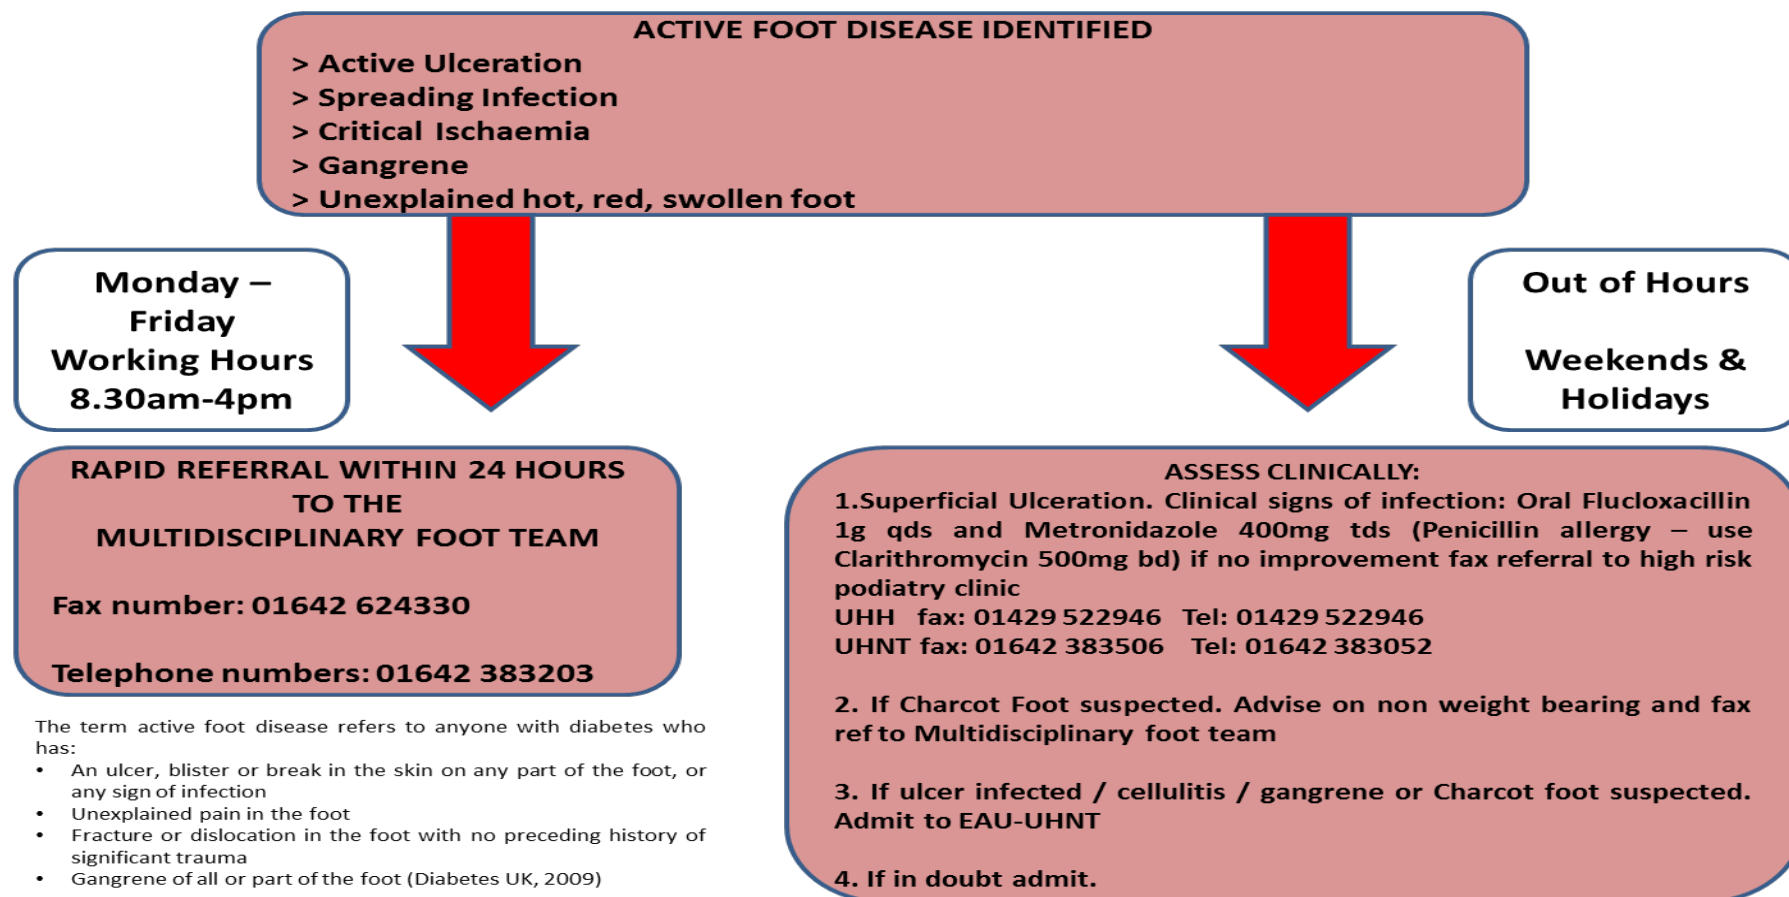 ACTIVE FOOT DISEASE IDENTIFIED
> Active Ulceration
> Spreading Infection
> Critical Ischaemia
> Gangrene
> Unexplained hot, red, swollen foot
Monday –
Friday
Working Hours
8.30am-4pm
Out of Hours
Weekends &
Holidays
RAPID REFERRAL WITHIN 24 HOURS
TO THE
MULTIDISCIPLINARY FOOT TEAM
Fax number: 01642 624330
Telephone numbers: 01642 383203
The term active foot disease refers to anyone with diabetes who
has:
• An ulcer, blister or break in the skin on any part of the foot, or
any sign of infection
• Unexplained pain in the foot
• Fracture or dislocation in the foot with no preceding history of
significant trauma
• Gangrene of all or part of the foot (Diabetes UK, 2009)
ASSESS CLINICALLY:
1.Superficial Ulceration. Clinical signs of infection: Oral Flucloxacillin
1g qds and Metronidazole 400mg tds (Penicillin allergy – use
Clarithromycin 500mg bd) if no improvement fax referral to high risk
podiatry clinic
UHH fax: 01429 522946 Tel: 01429 522946
UHNT fax: 01642 383506 Tel: 01642 383052
2. If Charcot Foot suspected. Advise on non weight bearing and fax
ref to Multidisciplinary foot team
3. If ulcer infected / cellulitis / gangrene or Charcot foot suspected.
Admit to EAU-UHNT
4. If in doubt admit.